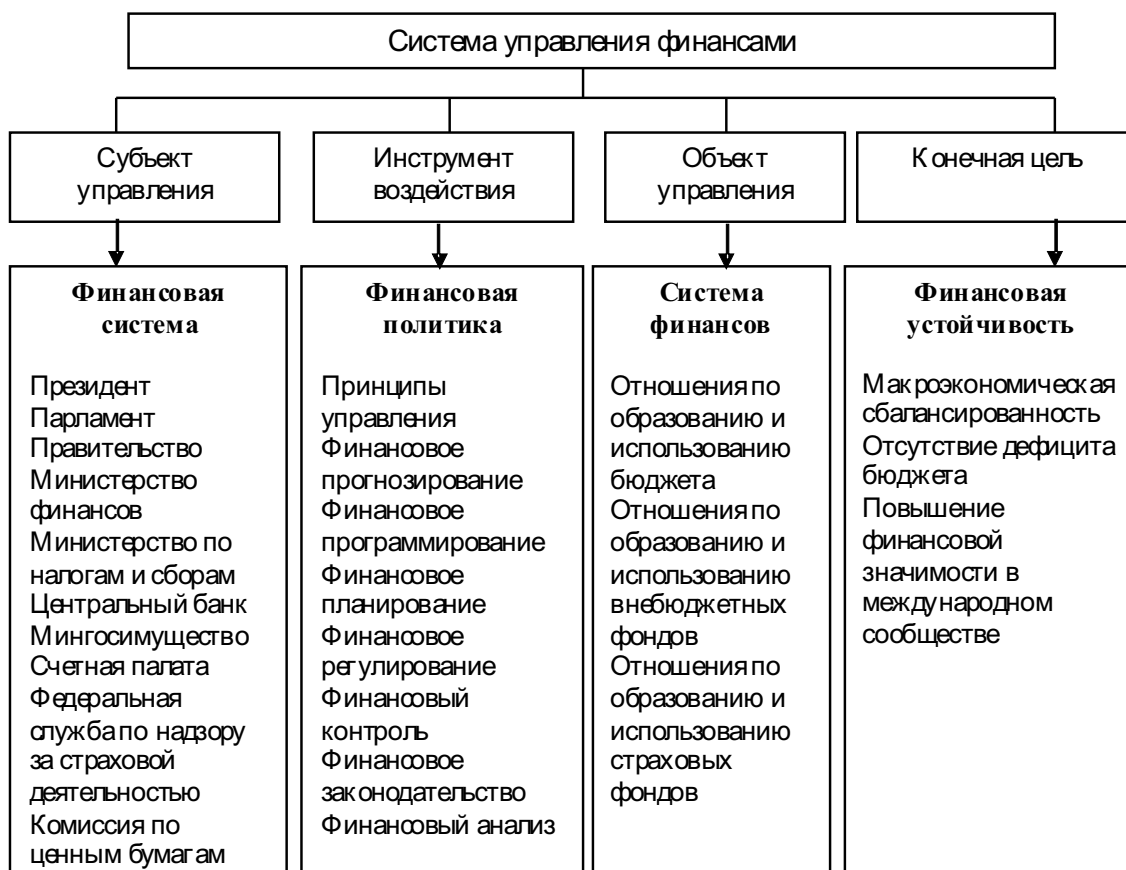 Система управления финансами
Субъект
управления
Инструмент
воздействия
Объект
управления
Конечная цель
Финансовая
система
Президент
Парламент
Правительство
Министерство
финансов
Министерство по
налогам и сборам
Центральный банк
Мингосимущество
Счетная палата
Федеральная
служба по надзору
за страховой
деятельностью
Комиссия по
ценным бумагам
Финансовая
политика
Принципы
управления
Финансовое
прогнозирование
Финансовое
программирование
Финансовое
планирование
Финансовое
регулирование
Финансовый
контроль
Финансовое
законодательство
Финансовый анализ
Система
финансов
Отношения по
образованию и
использованию
бюджета
Отношения по
образованию и
использованию
внебюджетных
фондов
Отношения по
образованию и
использованию
страховых
фондов
Финансовая
устойчивость
Макроэкономическая
сбалансированность
Отсутствие дефицита
бюджета
Повышение
финансовой
значимости в
международном
сообществе